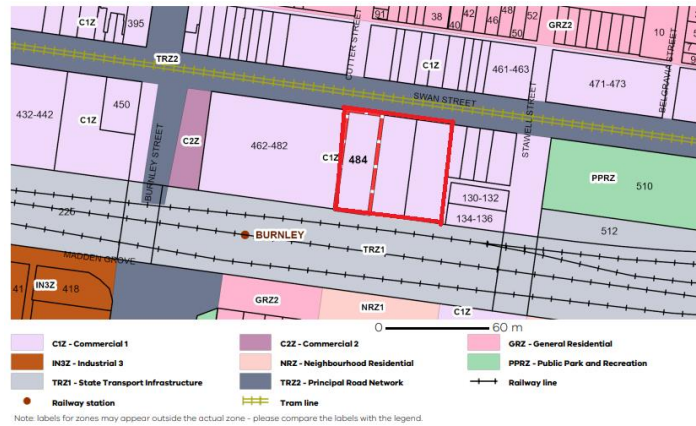 91
38
42
48
52
C1Z
395
40
46
50
GRZ2
10
TRZ2
CUTTER STREET
C1Z
461-463
471-473
BELGRAVIA STREET
SWAN STREET
432-442
450
C1Z
BURNLEY STREET
C2Z
462-482
C1Z
484
STAWELL STREET
PPRZ
510
130-132
134-136
220
BURNLEY
TRZ1
512
MADDEN GROVE
41
IN3Z
418
GRZ2
NRZ1
C1Z
0 60 m
C1Z - Commercial 1
C2Z - Commercial 2
GRZ - General Residential
IN3Z - Industrial 3
NRZ - Neighbourhood Residential
PPRZ - Public Park and Recreation
TRZ1 - State Transport Infrastructure
TRZ2 - Principal Road Network
Railway line
Railway station
Tram line
Note: labels for zones may appear outside the actual zone - please compare the labels with the legend.